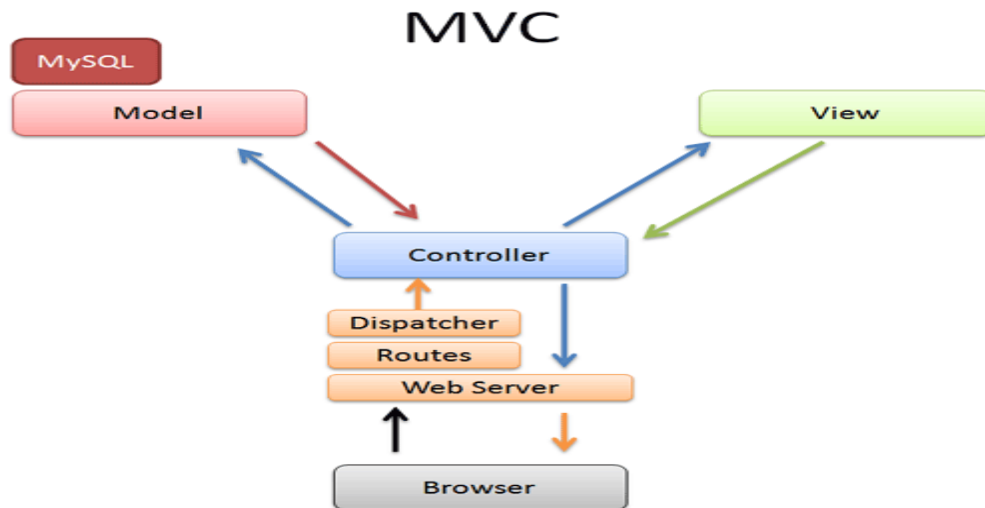 MVC
MySQL
Model
View
Controller
Dispatcher
Routes
Web Server
Browser